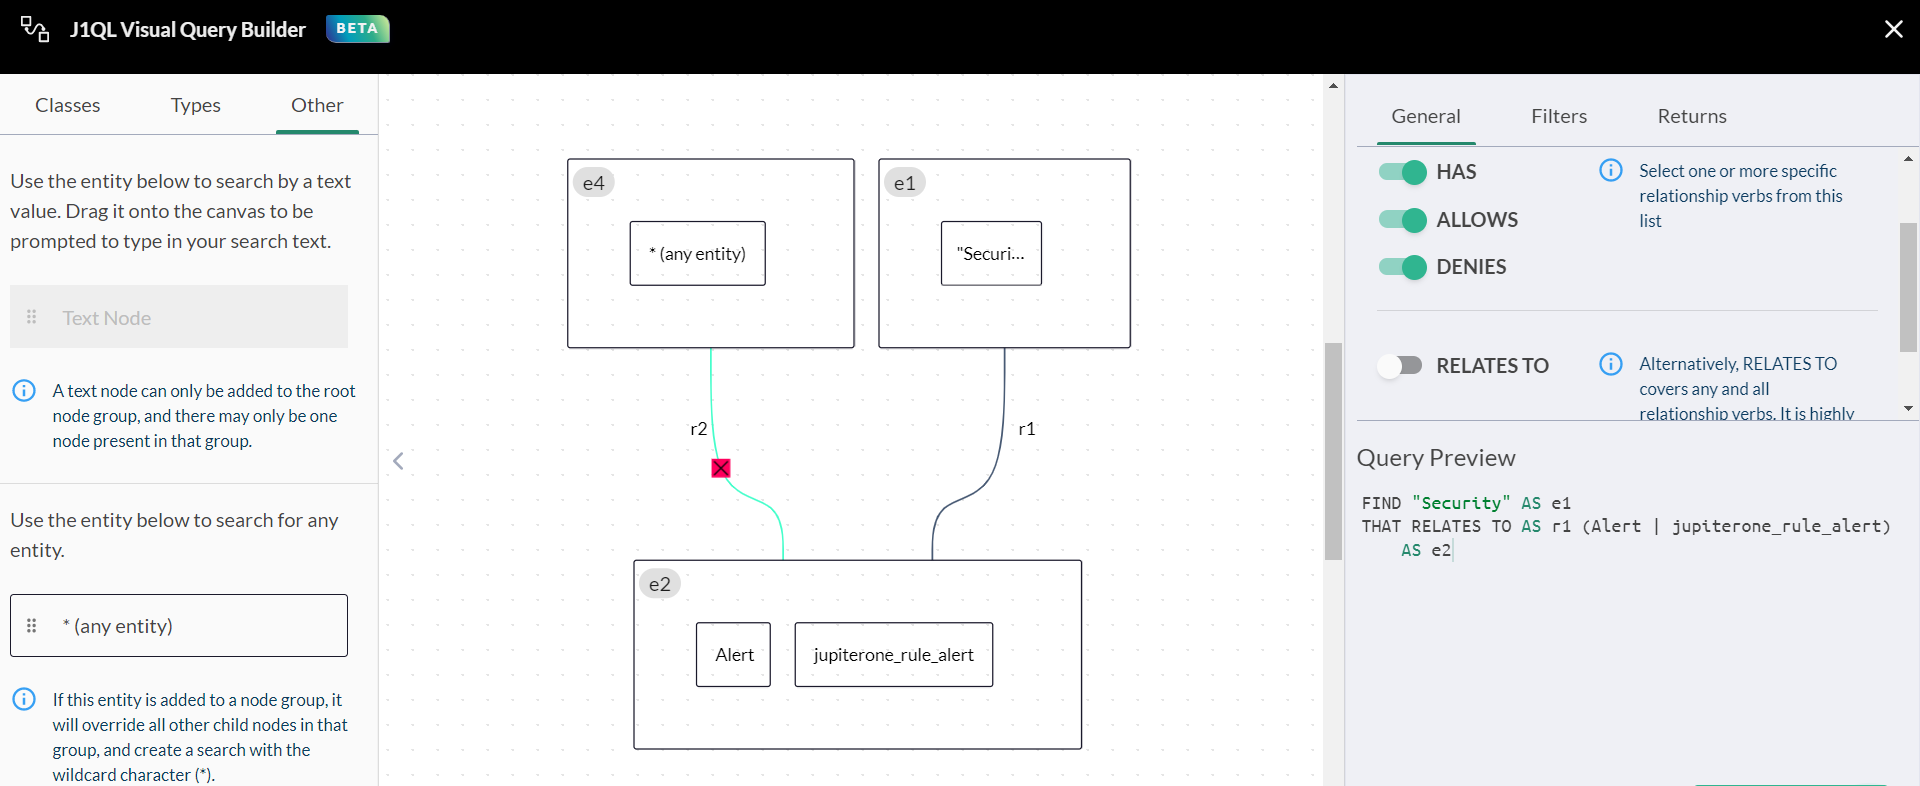 J1QL Visual Query Builder BETA
Classes Types Other
Use the entity below to search by a text
value. Drag it onto the canvas to be
prompted to type in your search text.
Text Node
A text node can only be added to the root
node group, and there may only be one
node present in that group.
Use the entity below to search for any
entity.
* (any entity)
If this entity is added to a node group, it
will override all other child nodes in that
group, and create a search with the
wildcard character (*).
e4
* (any entity)
e1
"Securi...
r2
r1
e2
Alert
jupiterone_rule_alert
General Filters Returns
HAS
ALLOWS
DENIES
Select one or more specific
relationship verbs from this
list
RELATES TO
Alternatively, RELATES TO
covers any and all
relationship verbs. It is highly
Query Preview
FIND "Security" AS e1
THAT RELATES TO AS r1 (Alert | jupiterone_rule_alert)
AS e2